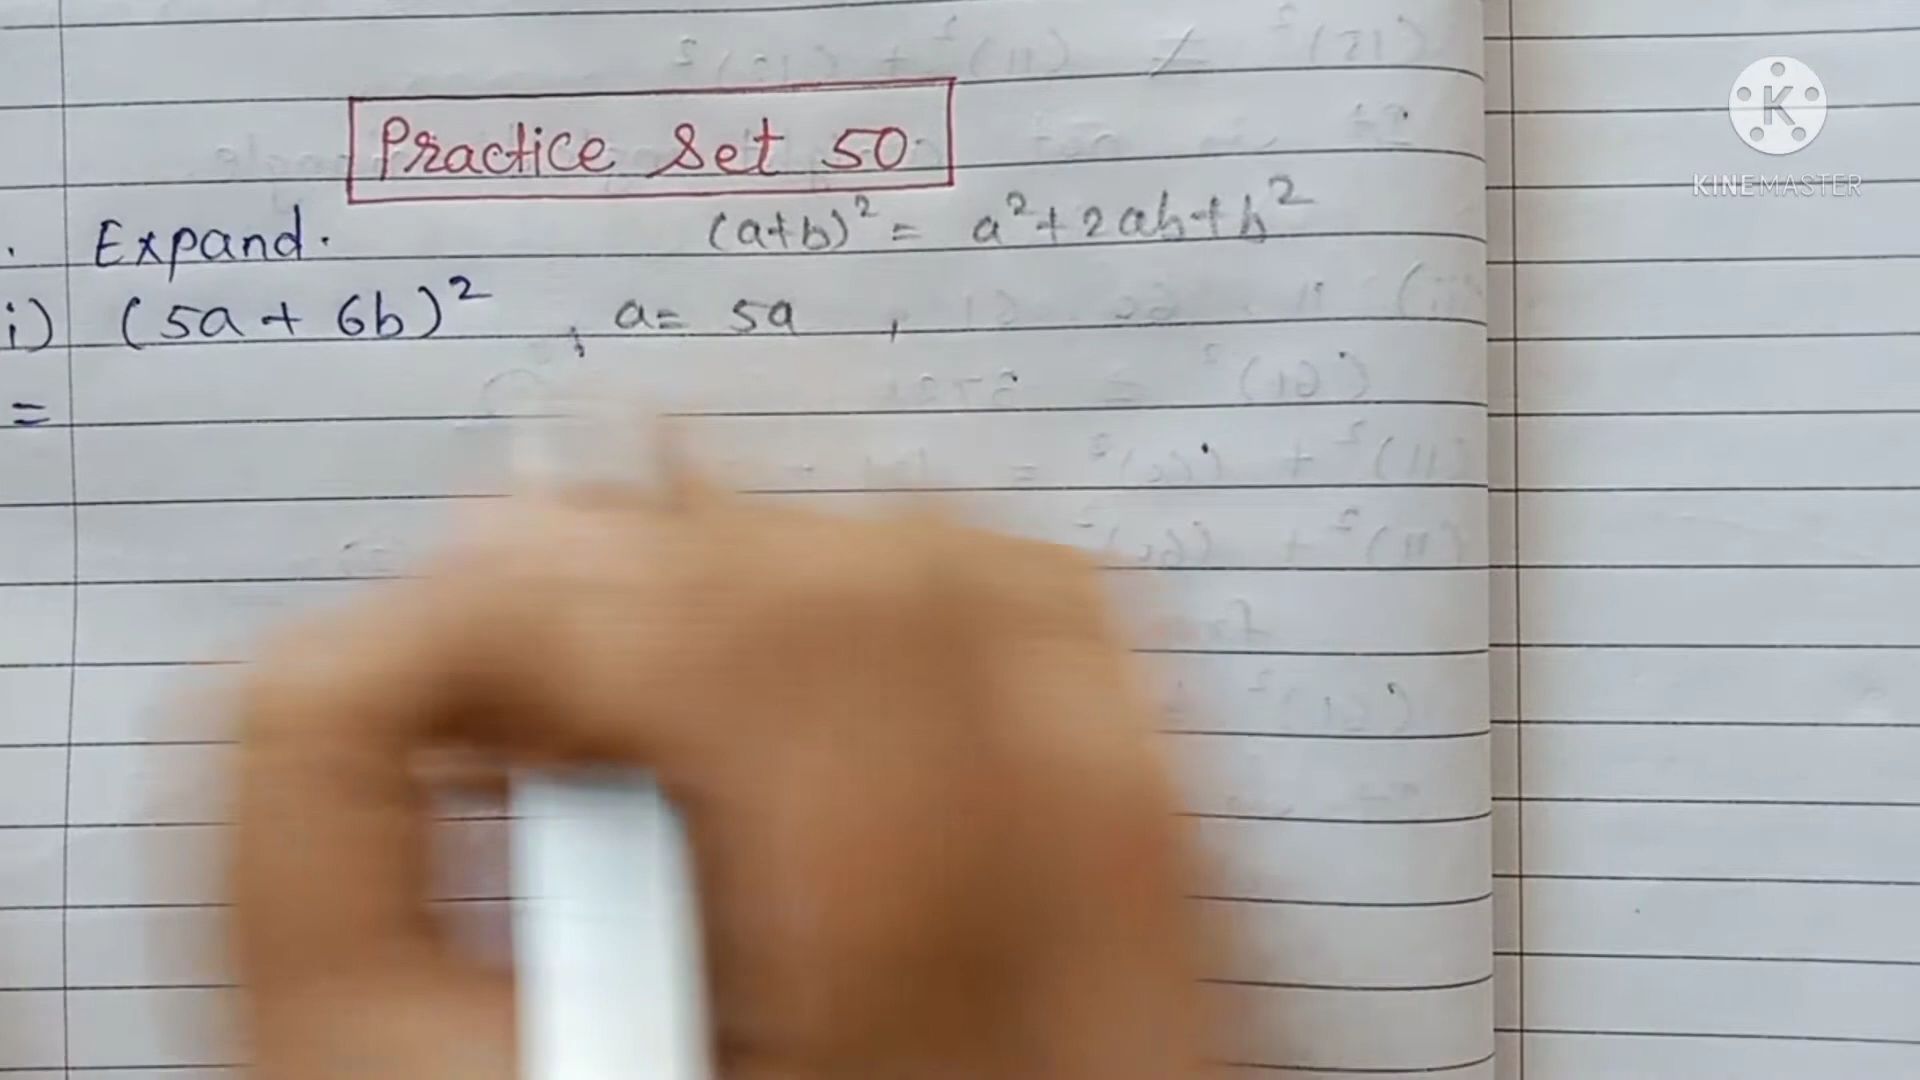 Practice Set 50
. Expand. (a+b)² = a²+2ab+b²
i) (5a + 6b)² , a= 5a ,
=
KINEMASTER